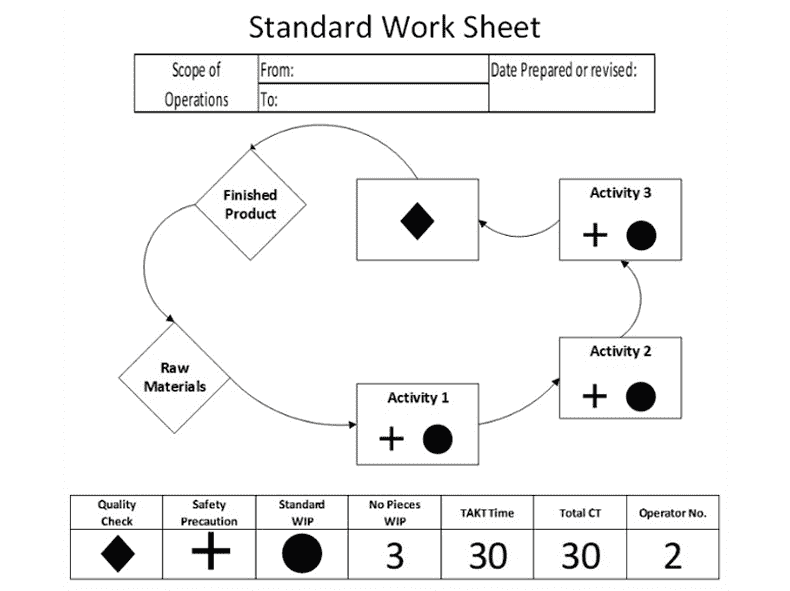 Standard Work Sheet
Scope of
Operations
From:
To:
Date Prepared or revised:
Finished
Product
Activity 3
Raw
Materials
Activity 2
Activity 1
Quality
Check
Safety
Precaution
Standard
WIP
No Pieces
WIP
TAKT Time
Total CT
Operator No.
3
30
30
2